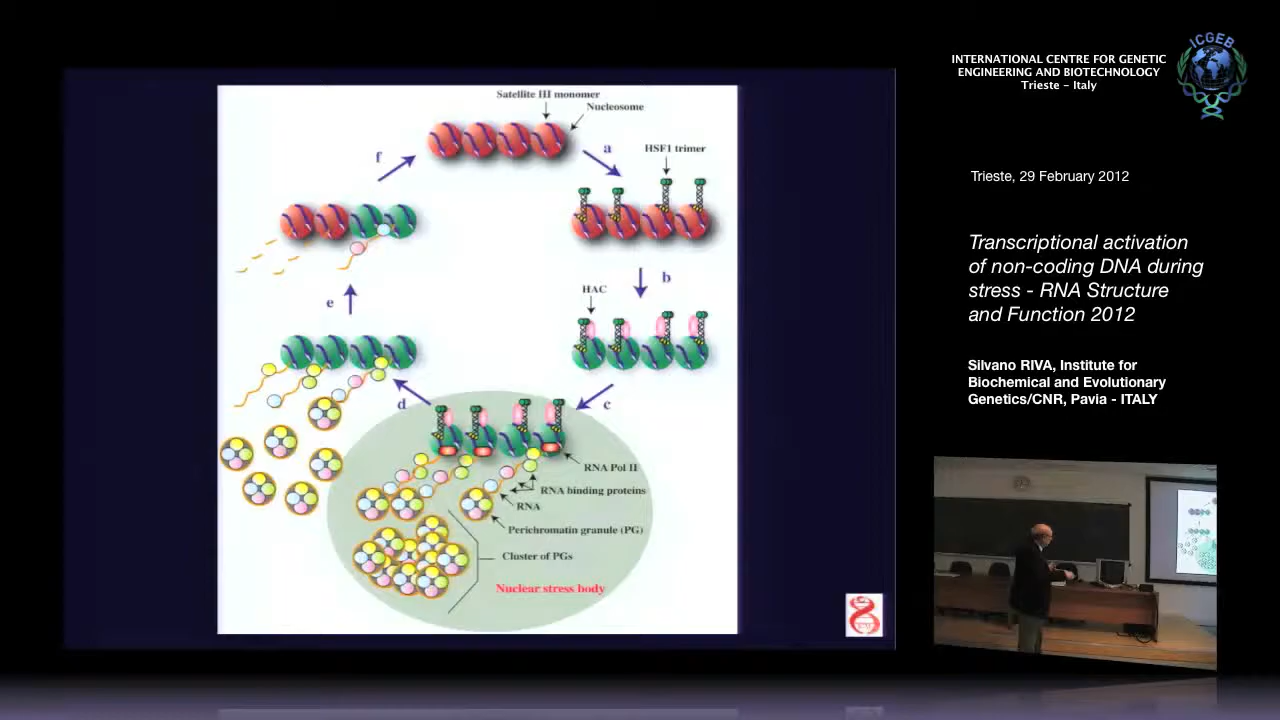 Satellite III monomer
Nucleosome
f
a
HSF1 trimer
b
HAC
e
d
c
RNA Pol II
RNA binding proteins
RNA
Perichromatin granule (PG)
Cluster of PGs
Nuclear stress body
INTERNATIONAL CENTRE FOR GENETIC
ENGINEERING AND BIOTECHNOLOGY
Trieste - Italy
ICGEB
Trieste, 29 February 2012
Transcriptional activation
of non-coding DNA during
stress - RNA Structure
and Function 2012
Silvano RIVA, Institute for
Biochemical and Evolutionary
Genetics/CNR, Pavia - ITALY